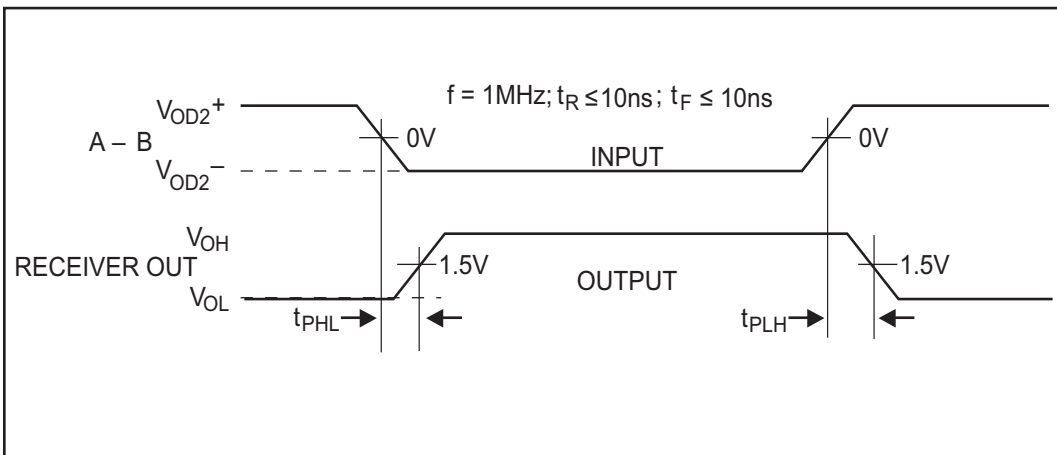 f = 1MHz; tR ≤10ns; tF ≤ 10ns
VOD2+
A – B
0V
0V
INPUT
VOD2–
VOH
RECEIVER OUT
1.5V
1.5V
OUTPUT
VOL
tPHL
tPLH